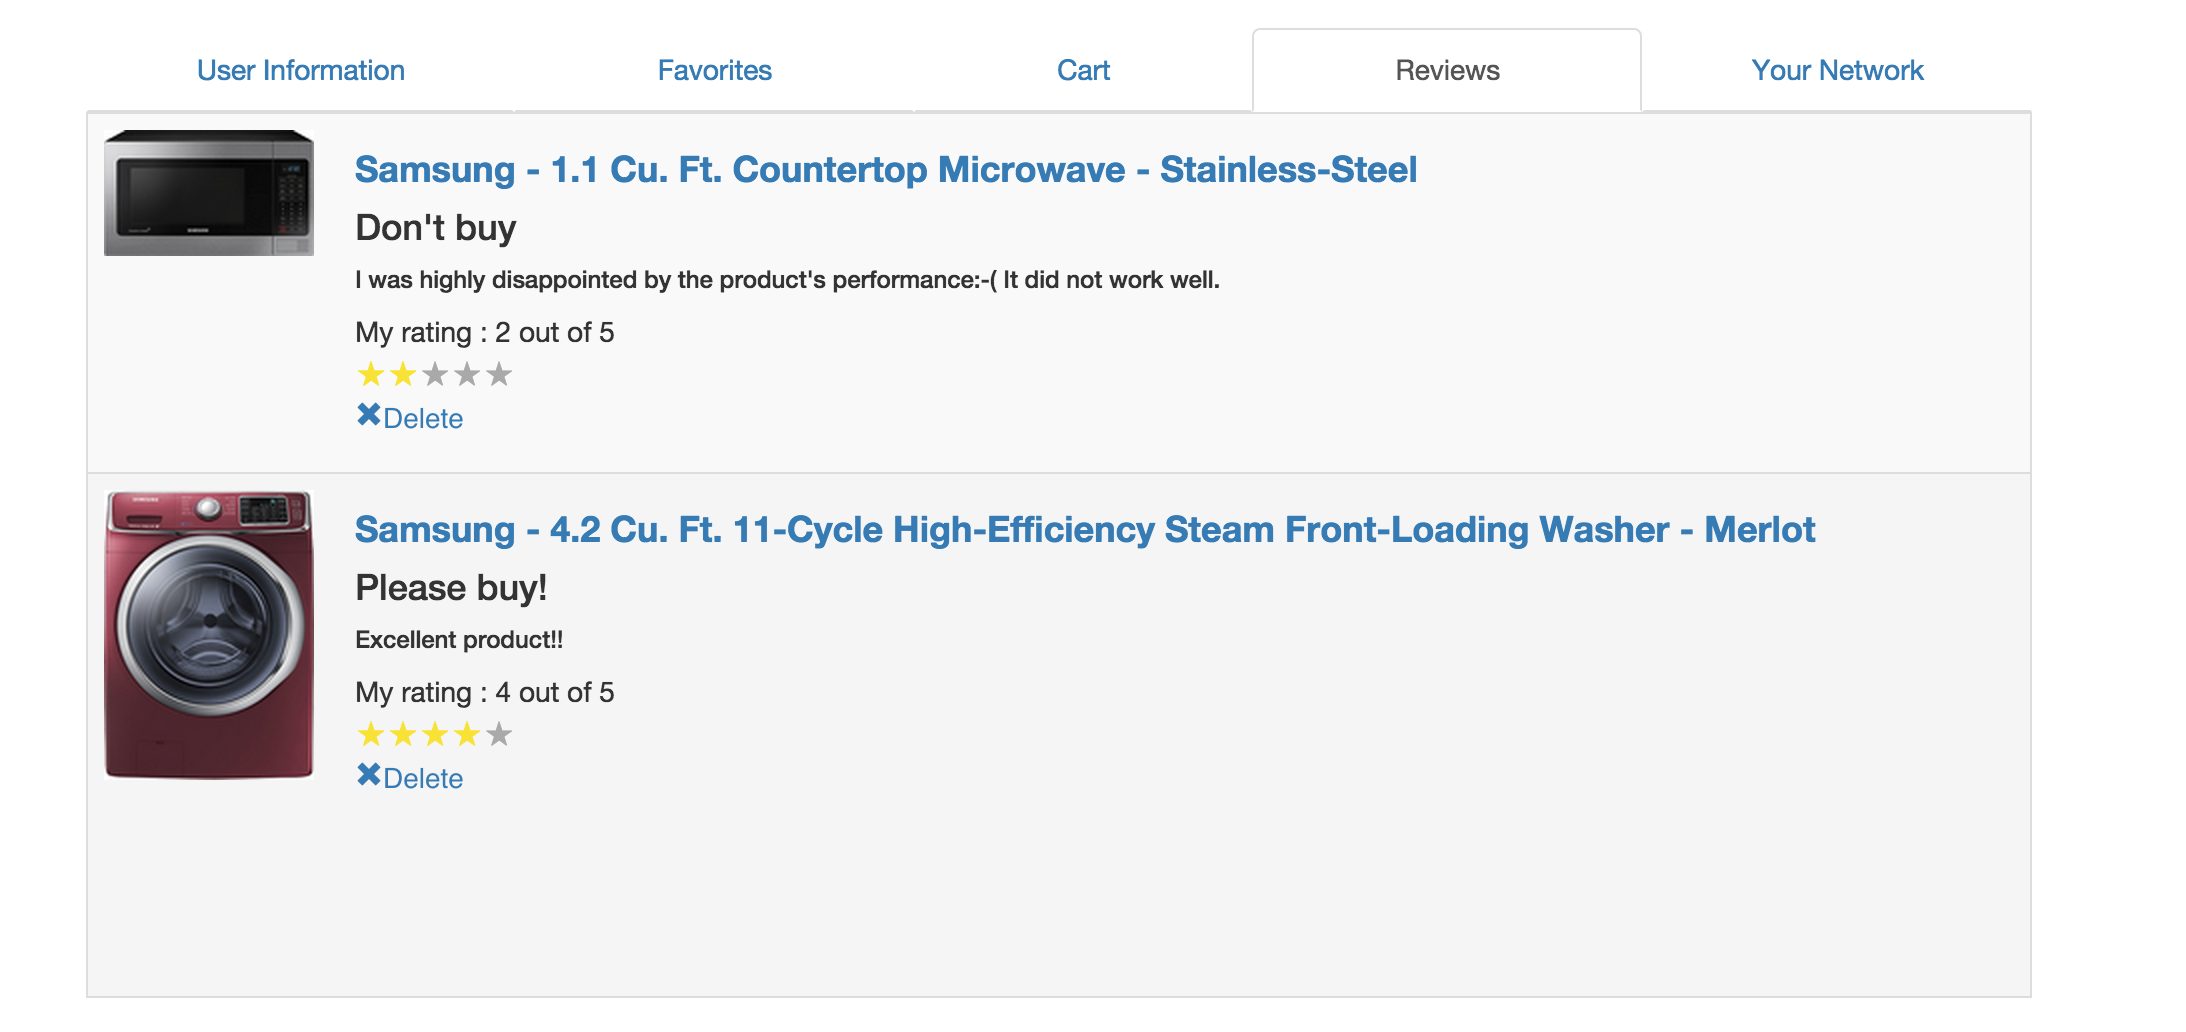 User Information
Favorites
Cart
Reviews
Your Network
Samsung - 1.1 Cu. Ft. Countertop Microwave - Stainless-Steel
Don't buy
I was highly disappointed by the product's performance:-( It did not work well.
My rating : 2 out of 5
Delete
Samsung - 4.2 Cu. Ft. 11-Cycle High-Efficiency Steam Front-Loading Washer - Merlot
Please buy!
Excellent product!!
My rating : 4 out of 5
Delete